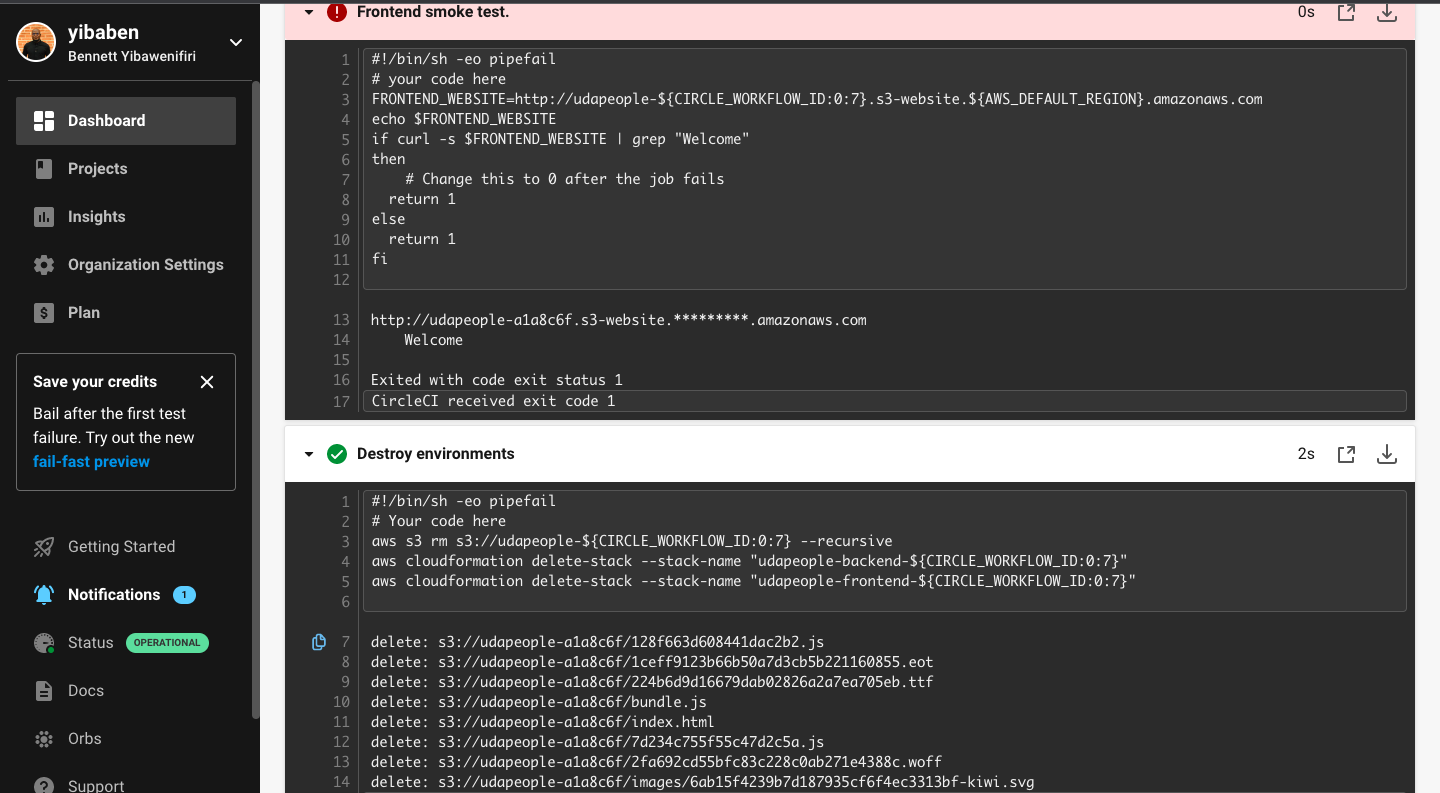 yibaben
Bennett Yibawenifiri
Dashboard
Projects
Insights
Organization Settings
Plan
Save your credits
Bail after the first test
failure. Try out the new
fail-fast preview
Getting Started
Notifications 1
Status OPERATIONAL
Docs
Orbs
Support
Frontend smoke test. 0s
1 #!/bin/sh -eo pipefail
2 # your code here
3 FRONTEND_WEBSITE=http://udapeople-${CIRCLE_WORKFLOW_ID:0:7}.s3-website.${AWS_DEFAULT_REGION}.amazonaws.com
4 echo $FRONTEND_WEBSITE
5 if curl -s $FRONTEND_WEBSITE | grep "Welcome"
6 then
7     # Change this to 0 after the job fails
8   return 1
9 else
10   return 1
11 fi
12
13 http://udapeople-a1a8c6f.s3-website.*********.amazonaws.com
14     Welcome
15
16 Exited with code exit status 1
17 CircleCI received exit code 1
Destroy environments 2s
1 #!/bin/sh -eo pipefail
2 # Your code here
3 aws s3 rm s3://udapeople-${CIRCLE_WORKFLOW_ID:0:7} --recursive
4 aws cloudformation delete-stack --stack-name "udapeople-backend-${CIRCLE_WORKFLOW_ID:0:7}"
5 aws cloudformation delete-stack --stack-name "udapeople-frontend-${CIRCLE_WORKFLOW_ID:0:7}"
6
7 delete: s3://udapeople-a1a8c6f/128f663d608441dac2b2.js
8 delete: s3://udapeople-a1a8c6f/1ceff9123b66b50a7d3cb5b221160855.eot
9 delete: s3://udapeople-a1a8c6f/224b6d9d16679dab02826a2a7ea705eb.ttf
10 delete: s3://udapeople-a1a8c6f/bundle.js
11 delete: s3://udapeople-a1a8c6f/index.html
12 delete: s3://udapeople-a1a8c6f/7d234c755f55c47d2c5a.js
13 delete: s3://udapeople-a1a8c6f/2fa692cd55bfc83c228c0ab271e4388c.woff
14 delete: s3://udapeople-a1a8c6f/images/6ab15f4239b7d187935cf6f4ec3313bf-kiwi.svg